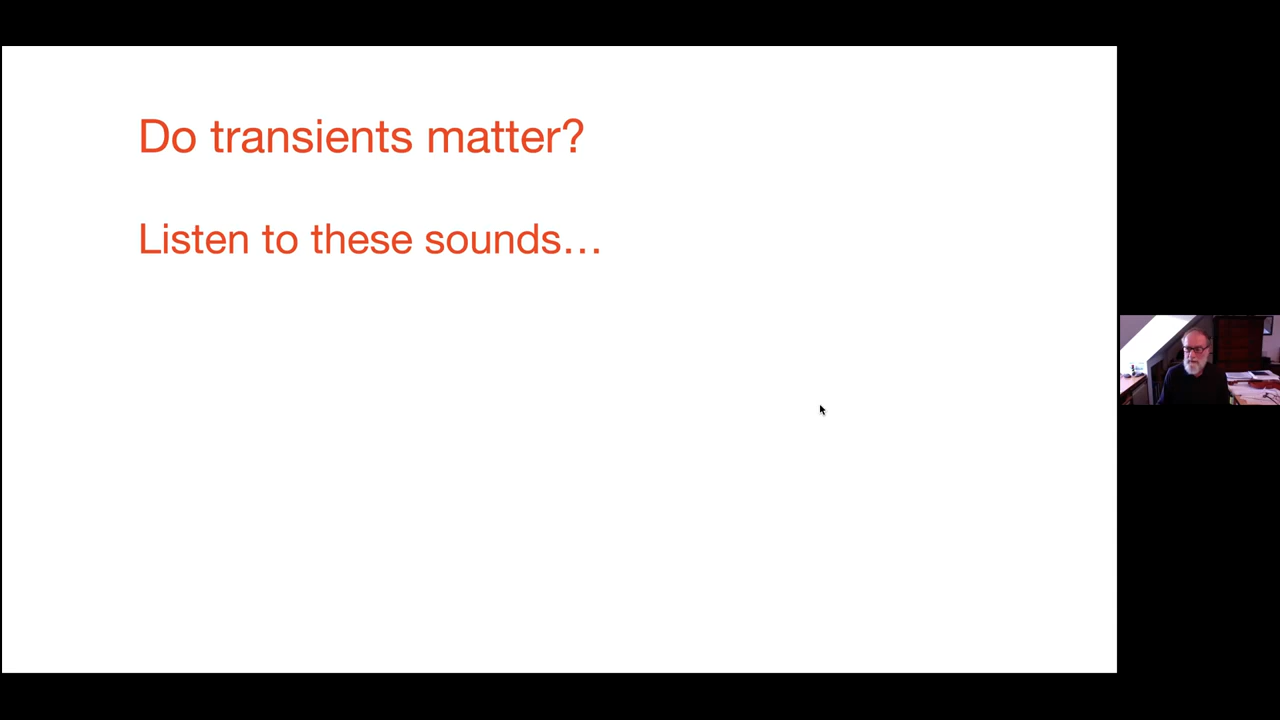 Do transients matter?
Listen to these sounds…